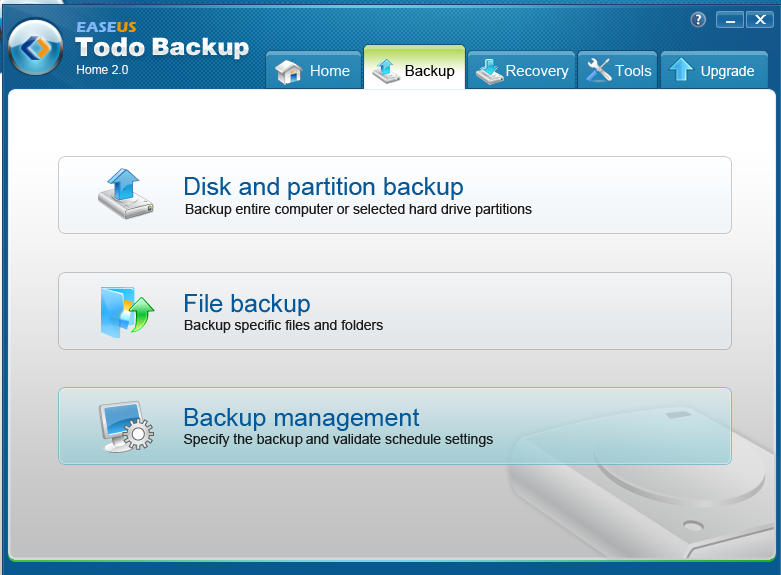 EASEUS
Todo Backup
Home 2.0
?
Home
Backup
Recovery
Tools
Upgrade
Disk and partition backup
Backup entire computer or selected hard drive partitions
File backup
Backup specific files and folders
Backup management
Specify the backup and validate schedule settings